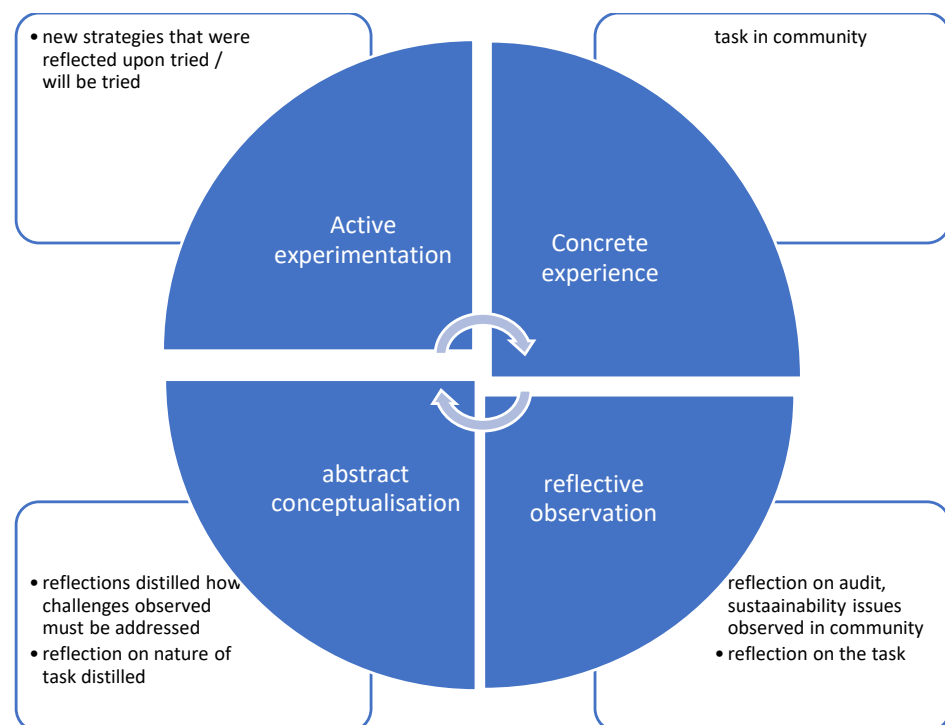 • new strategies that were
reflected upon tried /
will be tried
task in community
Active
experimentation
Concrete
experience
abstract
conceptualisation
reflective
observation
• reflections distilled how
challenges observed
must be addressed
• reflection on nature of
task distilled
reflection on audit,
sustaainability issues
observed in community
• reflection on the task